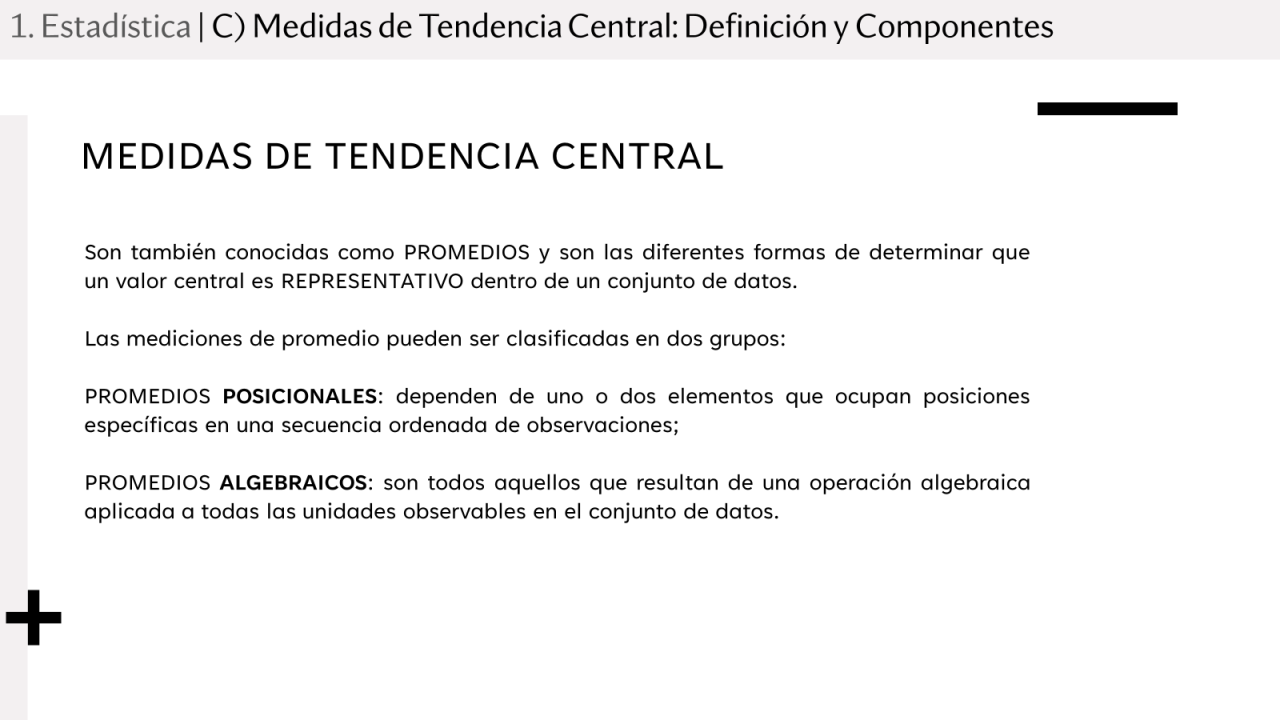 1. Estadística | C) Medidas de Tendencia Central: Definición y Componentes
MEDIDAS DE TENDENCIA CENTRAL
Son también conocidas como PROMEDIOS y son las diferentes formas de determinar que
un valor central es REPRESENTATIVO dentro de un conjunto de datos.
Las mediciones de promedio pueden ser clasificadas en dos grupos:
PROMEDIOS POSICIONALES: dependen de uno o dos elementos que ocupan posiciones
específicas en una secuencia ordenada de observaciones;
PROMEDIOS ALGEBRAICOS: son todos aquellos que resultan de una operación algebraica
aplicada a todas las unidades observables en el conjunto de datos.